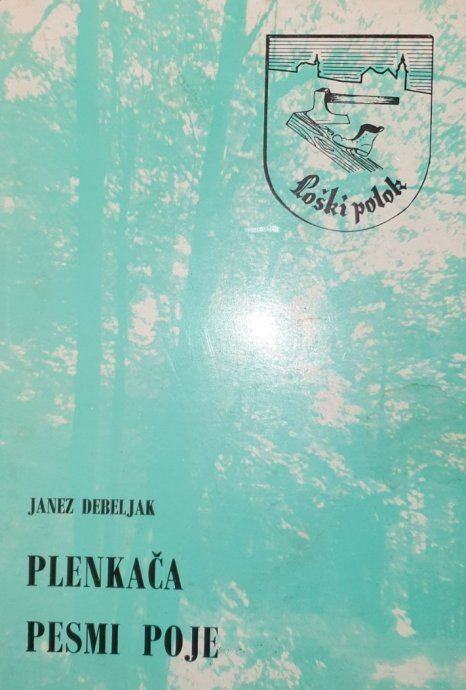 Loški potok
JANEZ DEBELJAK
PLENKAČA
PESMI POJE